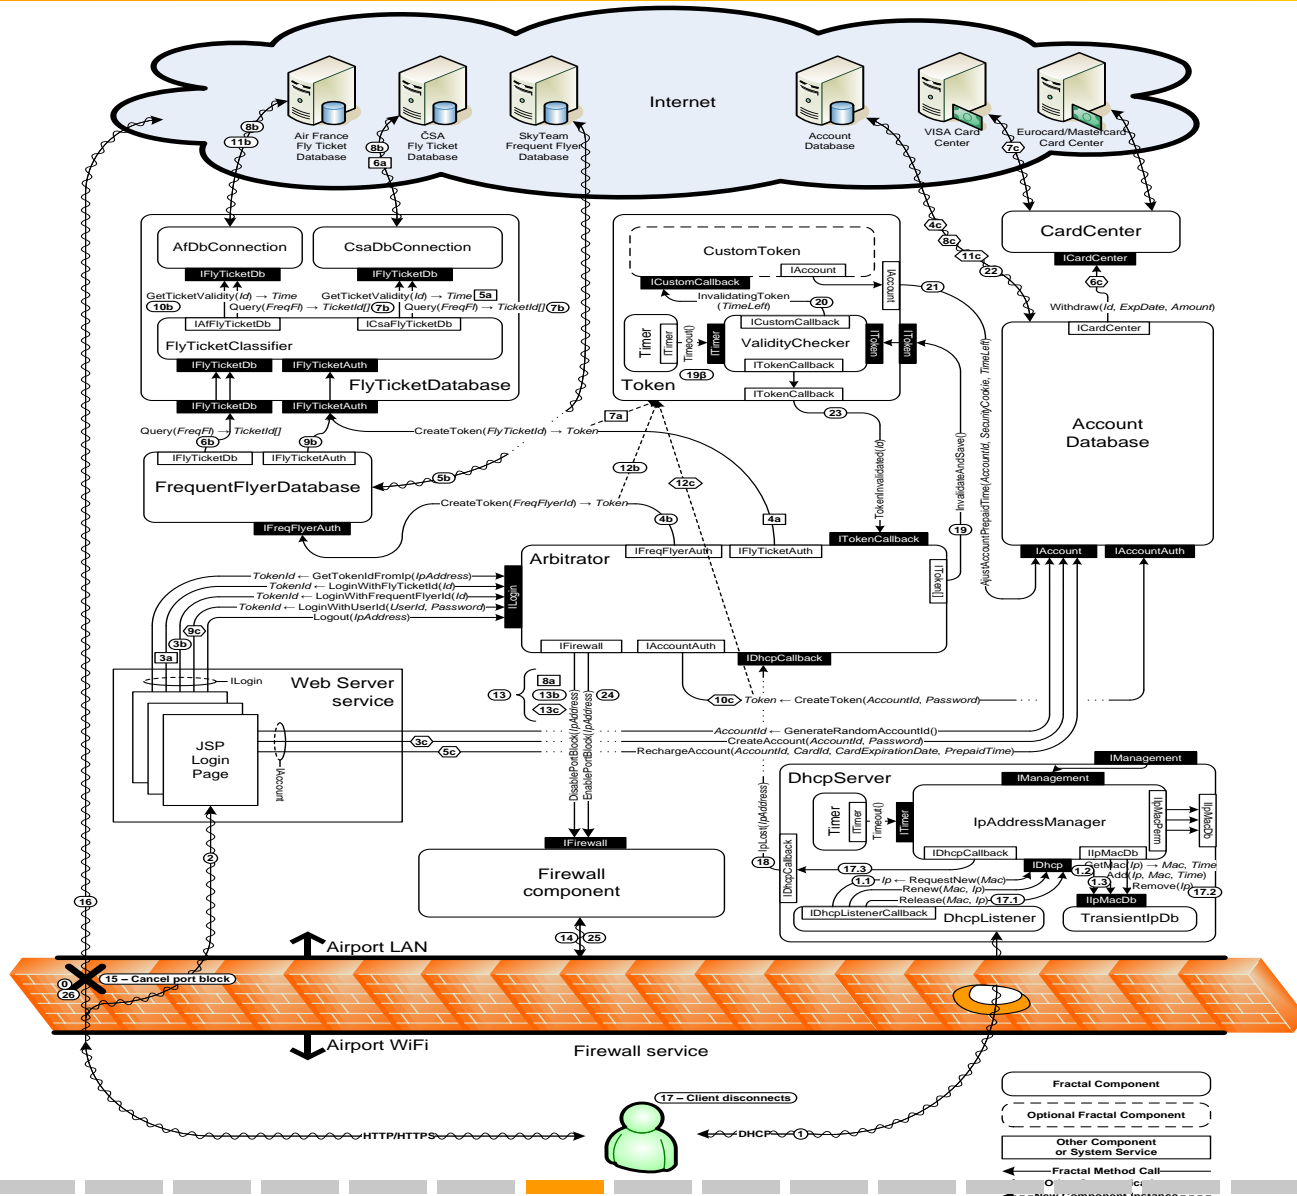 Internet
Air France
Fly Ticket
Database
ČSA
Fly Ticket
Database
SkyTeam
Frequent Flyer
Database
Account
Database
VISA Card
Center
Eurocard/Mastercard
Card Center
8b
11b
8b
6a
7c
4c
8c
11c
22
AfDbConnection
CsaDbConnection
IFlyTicketDb
IFlyTicketDb
GetTicketValidity(Id) → Time
10b
Query(FreqFl) → TicketId[]
7b
GetTicketValidity(Id) → Time
5a
Query(FreqFl) → TicketId[]
7b
IAfFlyTicketDb
ICsaFlyTicketDb
FlyTicketClassifier
IFlyTicketDb
IFlyTicketAuth
FlyTicketDatabase
IFlyTicketDb
IFlyTicketAuth
CustomToken
IAccount
ICustomCallback
IAccount
InvalidatingToken
(TimeLeft)
20
21
ICustomCallback
Timer
ITimer
Timeout()
ITimer
ValidityChecker
IToken
IToken
19β
ITokenCallback
Token
ITokenCallback
CardCenter
ICardCenter
6c
Withdraw(Id, ExpDate, Amount)
ICardCenter
Account
Database
IAccount
IAccountAuth
7a
23
Query(FreqFl) → TicketId[]
6b
9b
CreateToken(FlyTicketId) → Token
IFlyTicketDb
IFlyTicketAuth
FrequentFlyerDatabase
5b
12b
12c
IFreqFlyerAuth
CreateToken(FreqFlyerId) → Token
4b
4a
TokenInvalidated(Id)
InvalidateAndSave()
19
AjustAccountPrepaidTime(AccountId, SecurityCookie, TimeLeft)
ITokenCallback
IFreqFlyerAuth
IFlyTicketAuth
Arbitrator
ILogin
IToken[]
TokenId ← GetTokenIdFromIp(IpAddress)
TokenId ← LoginWithFlyTicketId(Id)
TokenId ← LoginWithFrequentFlyerId(Id)
TokenId ← LoginWithUserId(UserId, Password)
Logout(IpAddress)
9c
3b
3a
IFirewall
IAccountAuth
IDhcpCallback
ILogin
Web Server
service
13
8a
13b
13c
24
10c
Token ← CreateToken(AccountId, Password)
DisablePortBlock(IpAddress)
EnablePortBlock(IpAddress)
JSP
Login
Page
IAccount
3c
5c
AccountId ← GenerateRandomAccountId()
CreateAccount(AccountId, Password)
RechargeAccount(AccountId, CardId, CardExpirationDate, PrepaidTime)
IManagement
DhcpServer
IManagement
IpLost(IpAddress)
Timer
ITimer
Timeout()
ITimer
IpAddressManager
IIpMacPerm
IIpMacDb
IDhcpCallback
IIpMacDb
IFirewall
2
18
IDhcpCallback
17.3
IDhcp
GetMac(Ip) → Mac, Time
1.1
Ip ← RequestNew(Mac)
1.2
Add(Ip, Mac, Time)
Renew(Mac, Ip)
1.3
Remove(Ip)
17.2
Release(Mac, Ip)
17.1
IIpMacDb
Firewall
component
IDhcpListenerCallback
DhcpListener
TransientIpDb
16
14
25
Airport LAN
0
26
15 – Cancel port block
Airport WiFi
Firewall service
17 – Client disconnects
HTTP/HTTPS
DHCP
1
Fractal Component
Optional Fractal Component
Other Component
or System Service
Fractal Method Call
New Component Instance